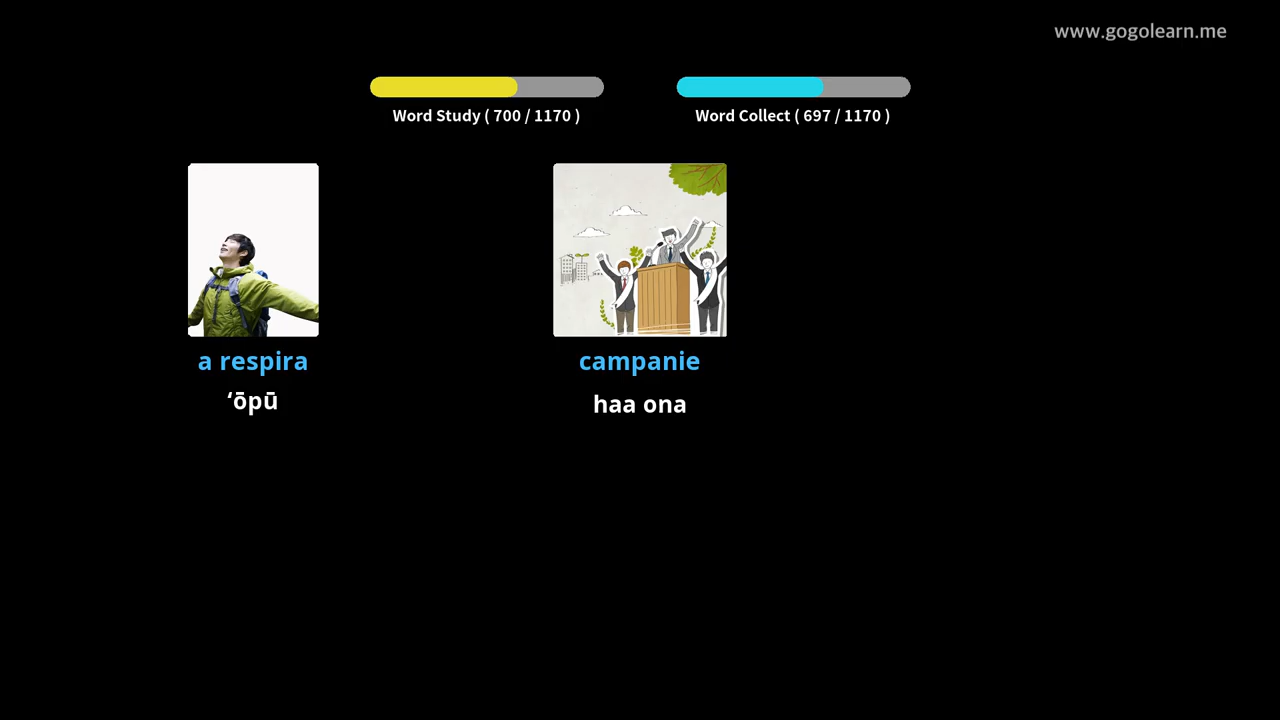 www.gogolearn.me
Word Study ( 700 / 1170 )
Word Collect ( 697 / 1170 )
a respira
ʻōpū
campanie
haa ona